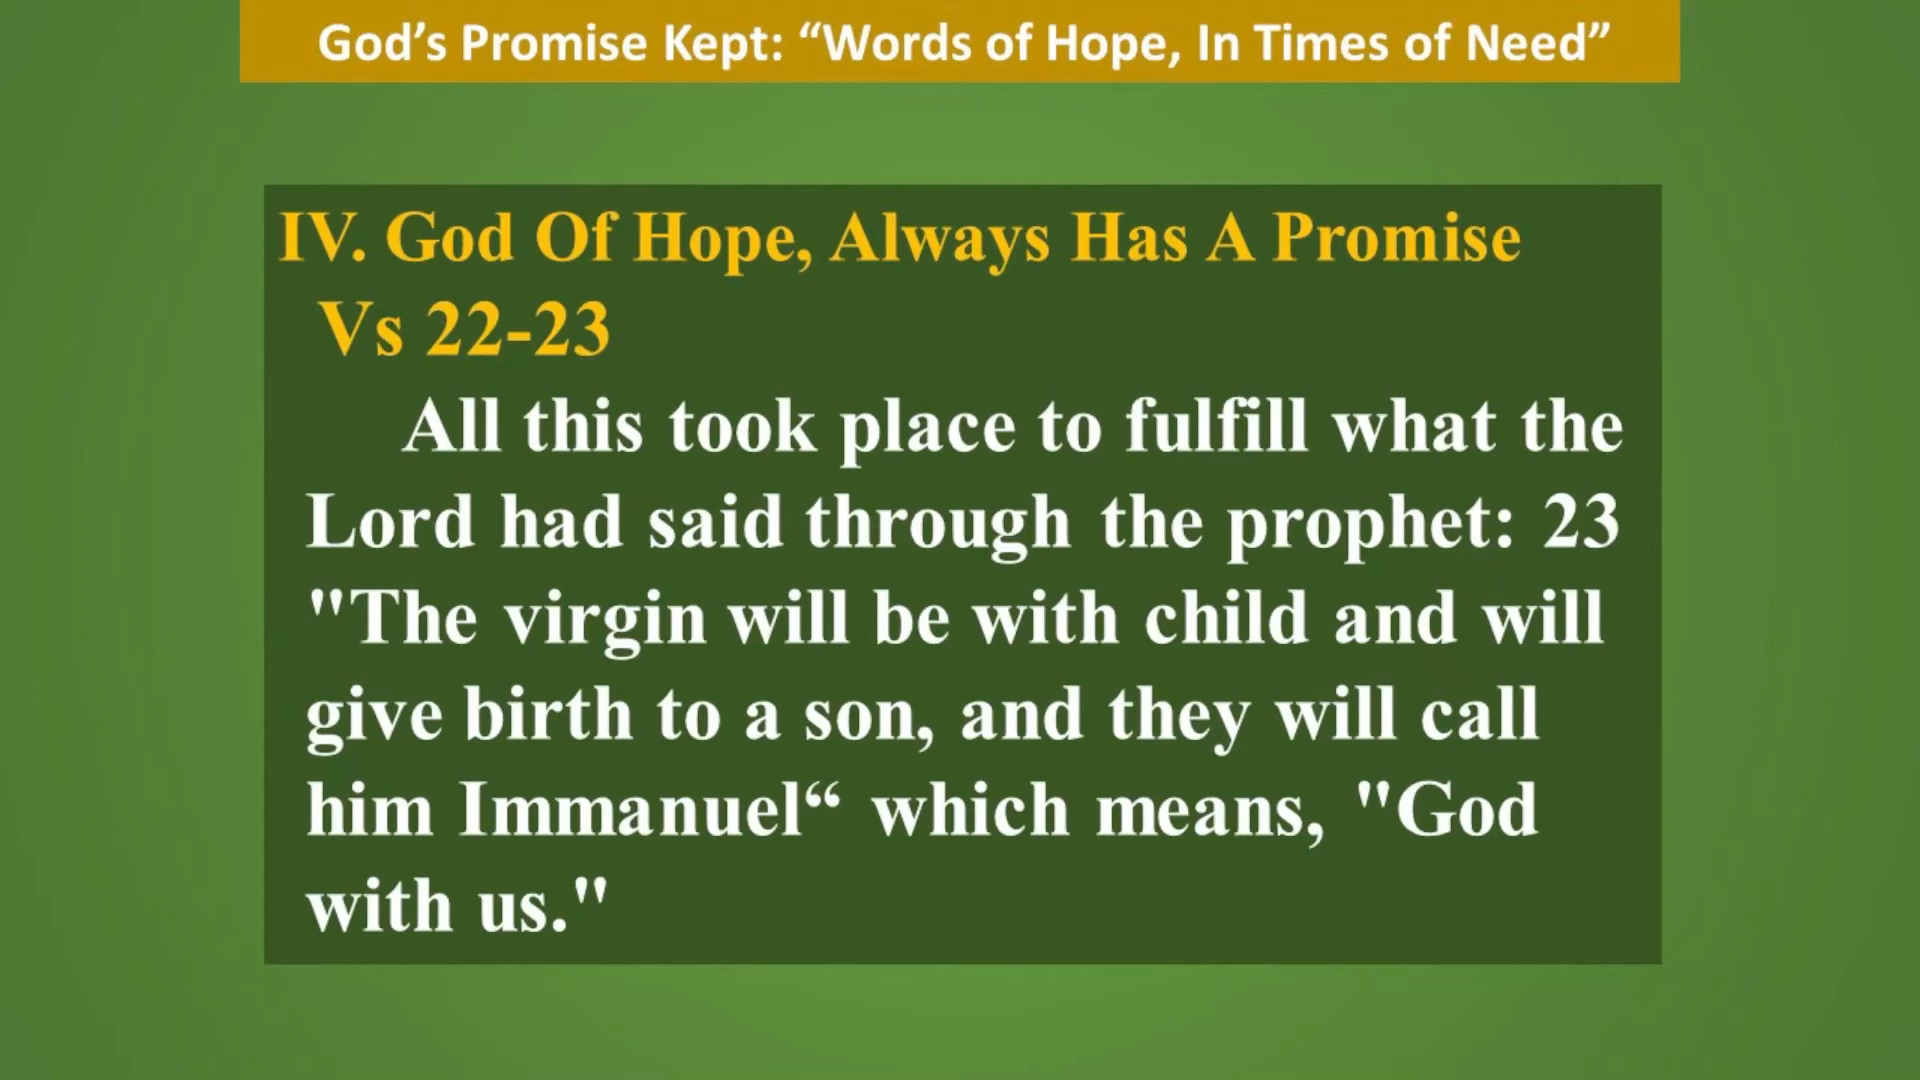 God’s Promise Kept: “Words of Hope, In Times of Need”
IV. God Of Hope, Always Has A Promise
Vs 22-23
All this took place to fulfill what the
Lord had said through the prophet: 23
"The virgin will be with child and will
give birth to a son, and they will call
him Immanuel“ which means, "God
with us."